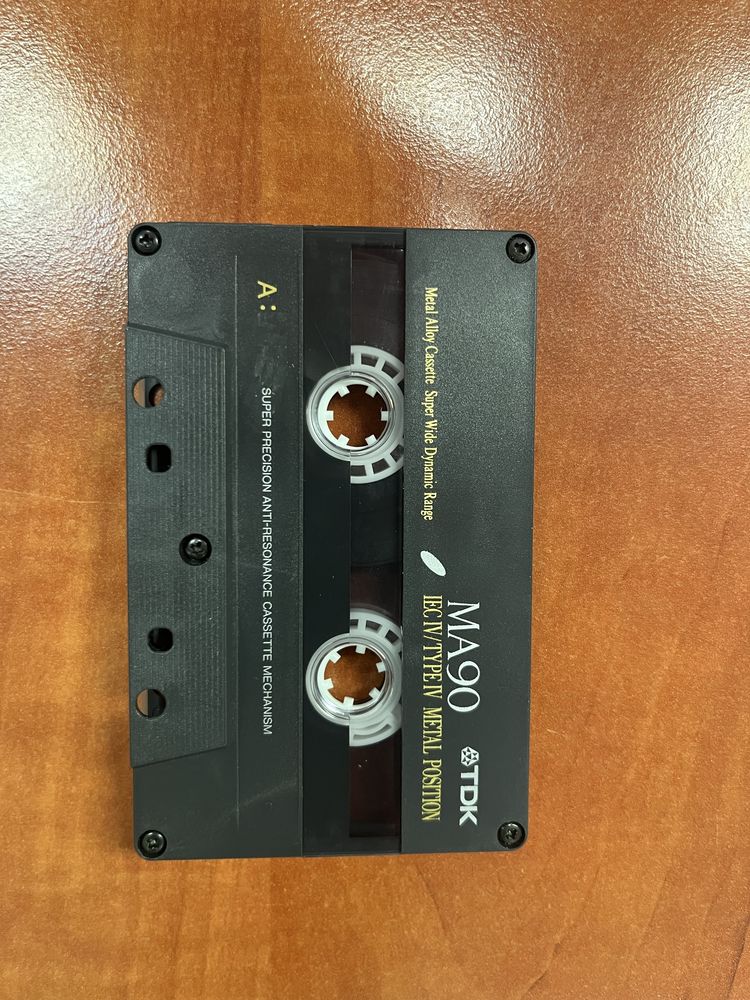 TDK
MA90
IEC IV/TYPE IV METAL POSITION
Metal Alloy Cassette Super Wide Dynamic Range
A:
SUPER PRECISION ANTI-RESONANCE CASSETTE MECHANISM